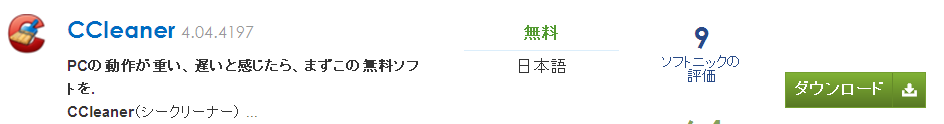 CCleaner 4.04.4197
PCの動作が重い、遅いと感じたら、まずこの無料ソフ
トを.
CCleaner(シークリーナー) ...
無料
日本語
9
ソフトニックの
評価
ダウンロード